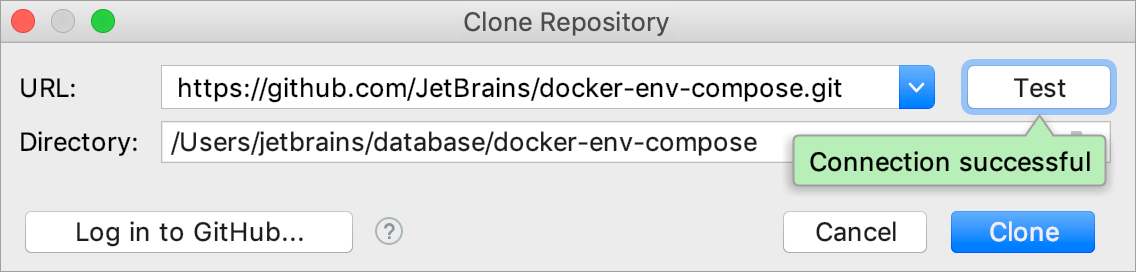 Clone Repository
URL: https://github.com/JetBrains/docker-env-compose.git Test
Directory: /Users/jetbrains/database/docker-env-compose
Connection successful
Log in to GitHub... ? Cancel Clone